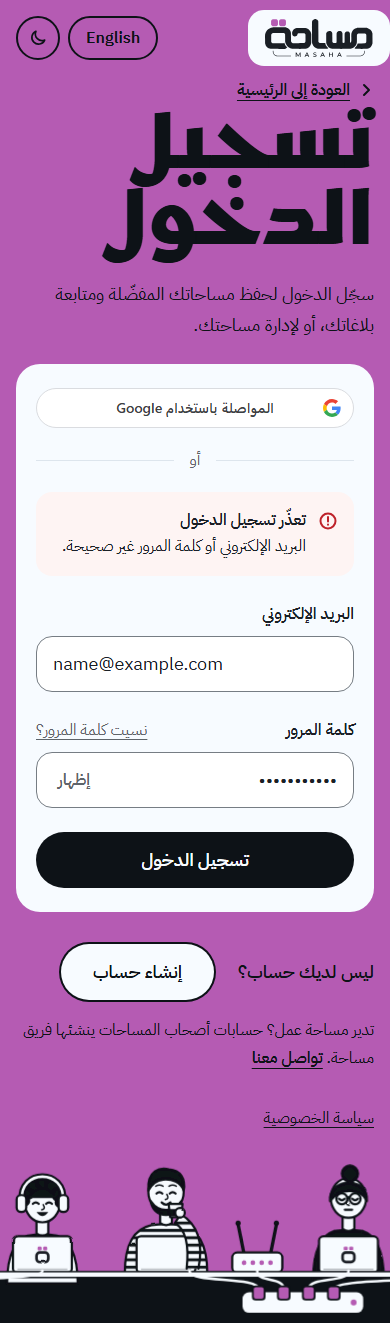 مساحة
MASAHA
English
العودة إلى الرئيسية
تسجيل
الدخول
سجّل الدخول لحفظ مساحاتك المفضّلة ومتابعة
بلاغاتك، أو لإدارة مساحتك.
المواصلة باستخدام Google
أو
تعذّر تسجيل الدخول
البريد الإلكتروني أو كلمة المرور غير صحيحة.
البريد الإلكتروني
name@example.com
كلمة المرور
نسيت كلمة المرور؟
•••••••••••
إظهار
تسجيل الدخول
ليس لديك حساب؟
إنشاء حساب
تدير مساحة عمل؟ حسابات أصحاب المساحات ينشئها فريق
مساحة. تواصل معنا
سياسة الخصوصية